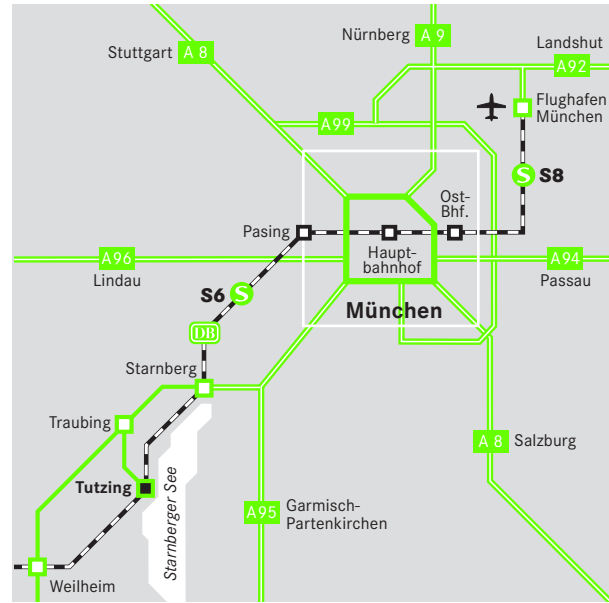 Nürnberg
A 9
Stuttgart
A 8
Landshut
A92
Flughafen
München
A99
S
S8
Ost-
Bhf.
Pasing
Haupt-
bahnhof
A96
Lindau
A94
Passau
S6
S
München
DB
Starnberg
Traubing
A 8
Salzburg
Tutzing
Starnberger See
A95
Garmisch-
Partenkirchen
Weilheim